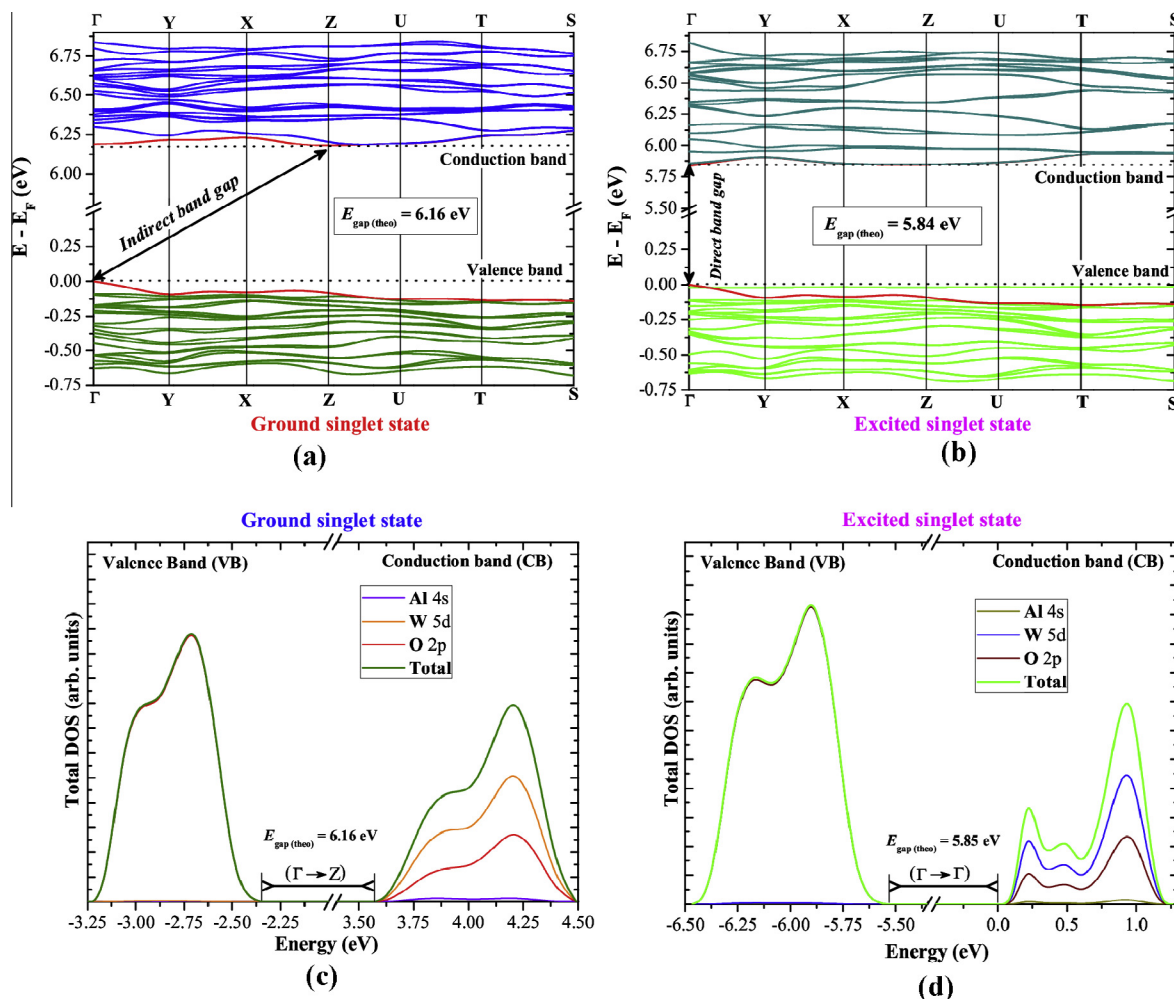 Γ Y X Z U T S
6.75
6.50
6.25
6.00
0.25
0.00
-0.25
-0.50
-0.75
E - E_F (eV)
Conduction band
Indirect band gap
E_gap (theo) = 6.16 eV
Valence band
Γ Y X Z U T S
Ground singlet state
(a)
Γ Y X Z U T S
6.75
6.50
6.25
6.00
5.75
5.50
0.25
0.00
-0.25
-0.50
-0.75
E - E_F (eV)
Conduction band
Direct band gap
E_gap (theo) = 5.84 eV
Valence band
Γ Y X Z U T S
Excited singlet state
(b)
Ground singlet state
Valence Band (VB) Conduction band (CB)
Al 4s
W 5d
O 2p
Total
Total DOS (arb. units)
E_gap (theo) = 6.16 eV
(Γ→Z)
-3.25 -3.00 -2.75 -2.50 -2.25 3.50 3.75 4.00 4.25 4.50
Energy (eV)
(c)
Excited singlet state
Valence Band (VB) Conduction band (CB)
Al 4s
W 5d
O 2p
Total
Total DOS (arb. units)
E_gap (theo) = 5.85 eV
(Γ→Γ)
-6.50 -6.25 -6.00 -5.75 -5.50 0.0 0.5 1.0
Energy (eV)
(d)